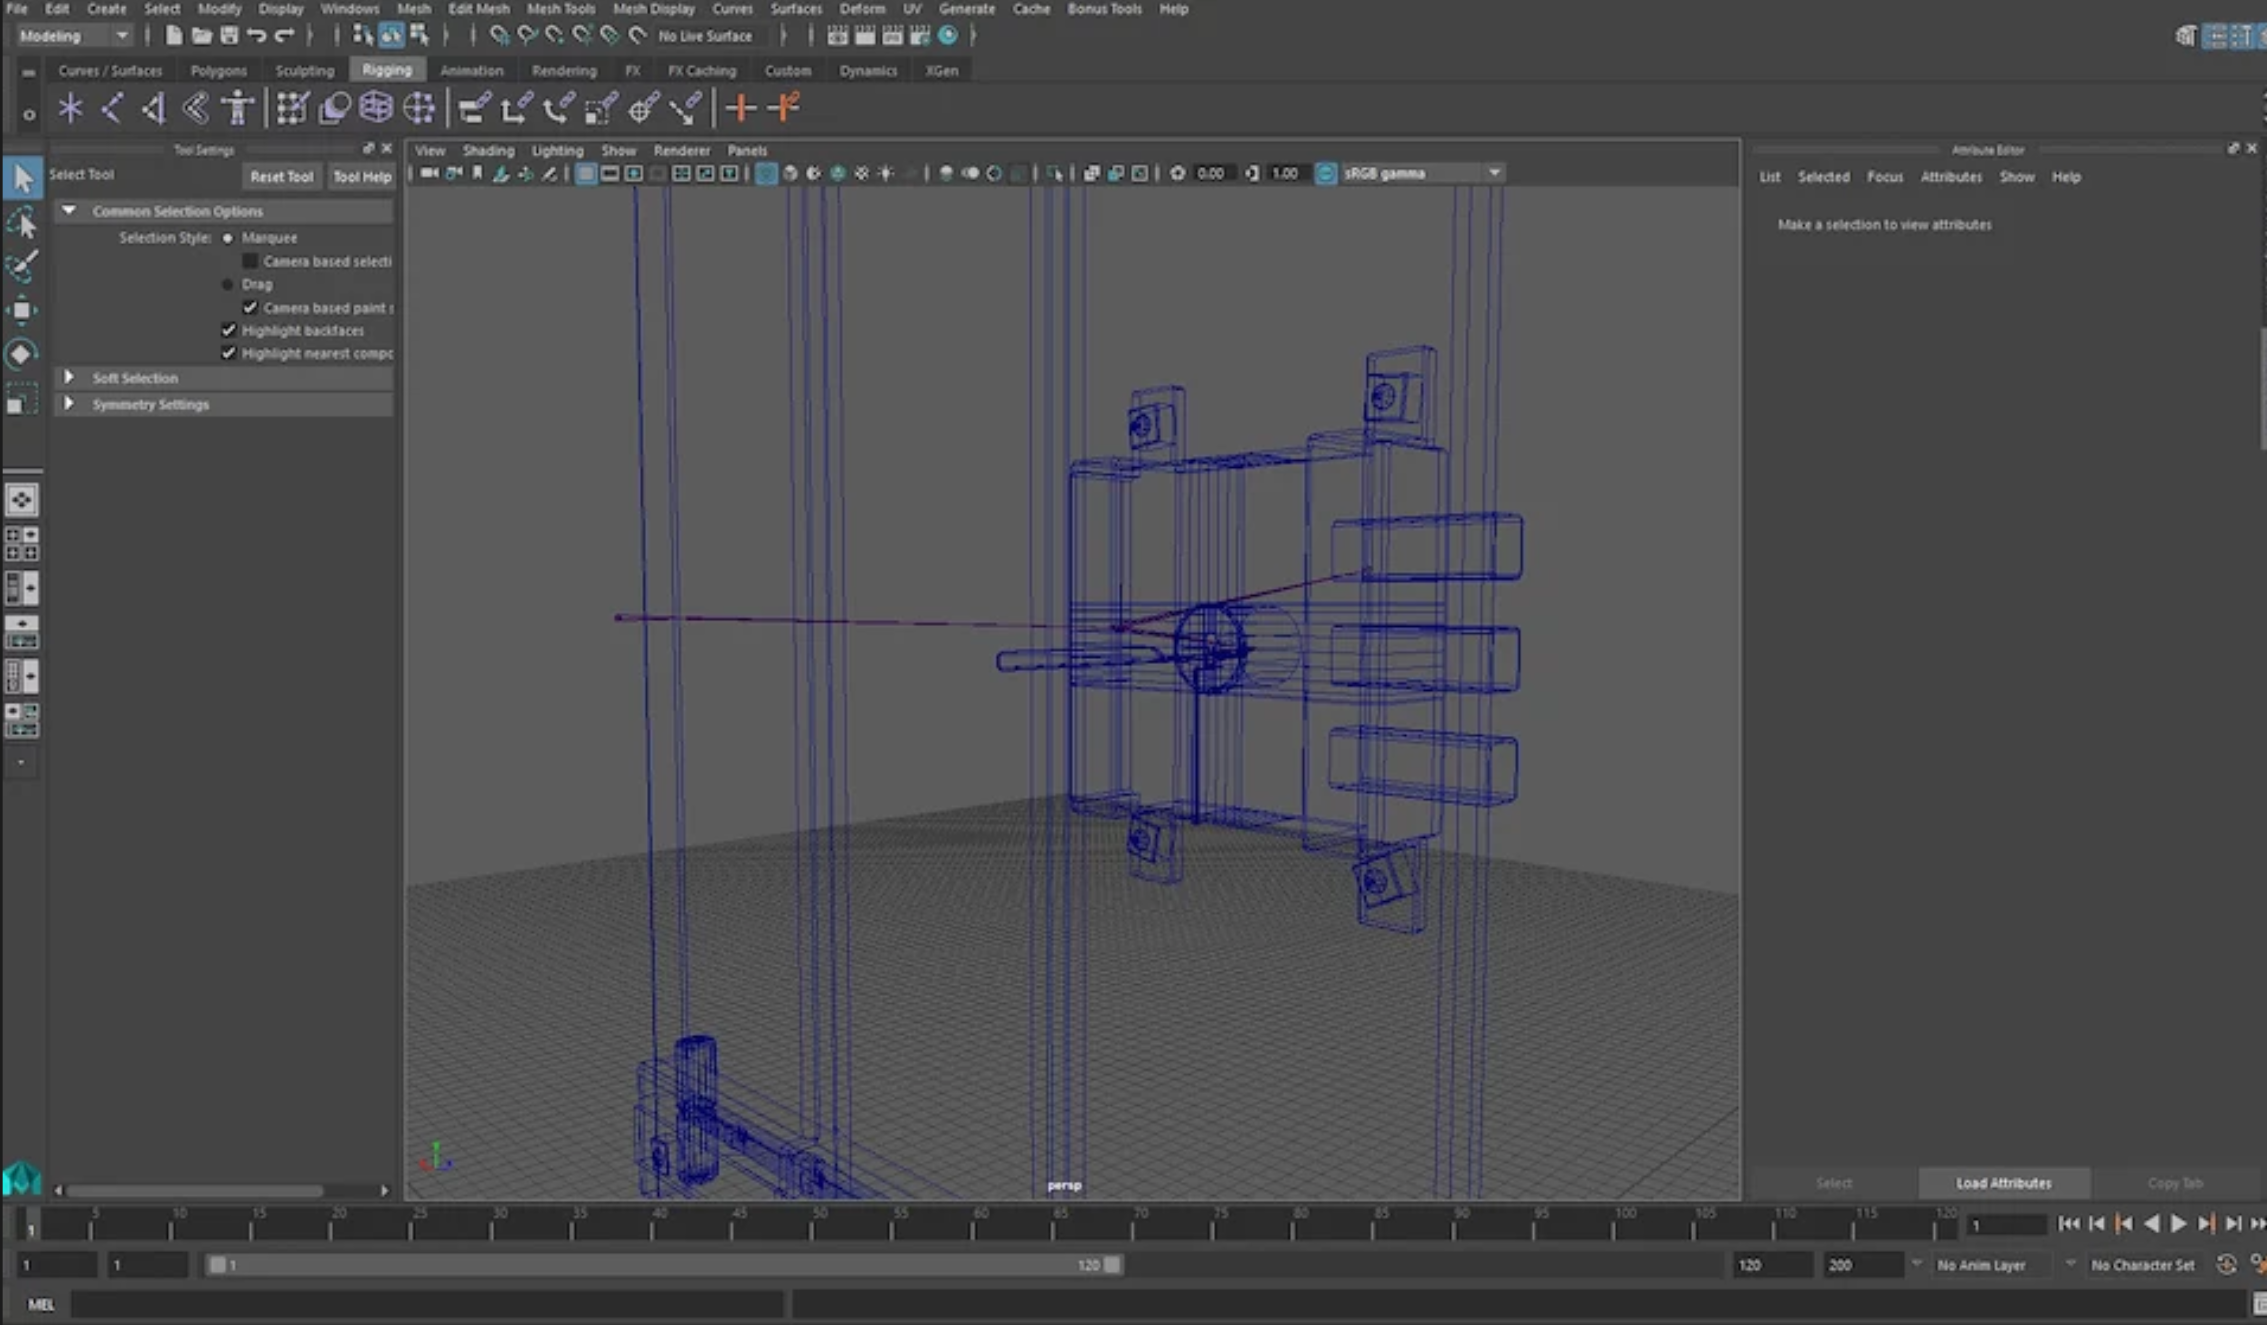 File Edit Create Select Modify Display Windows Mesh Edit Mesh Mesh Tools Mesh Display Curves Surfaces Deform UV Generate Cache Bonus Tools Help
Modeling No Live Surface
Curves / Surfaces Polygons Sculpting Rigging Animation Rendering FX FX Caching Custom Dynamics XGen
Tool Settings
Select Tool Reset Tool Tool Help
Common Selection Options
Selection Style: Marquee
Camera based selecti
Drag
Camera based paint s
Highlight backfaces
Highlight nearest compo
Soft Selection
Symmetry Settings
View Shading Lighting Show Renderer Panels
0.00 1.00 sRGB gamma
persp
Attribute Editor
List Selected Focus Attributes Show Help
Make a selection to view attributes
Select Load Attributes Copy Tab
1 5 10 15 20 25 30 35 40 45 50 55 60 65 70 75 80 85 90 95 100 105 110 115 120 1
1 1 1 120 120 200 No Anim Layer No Character Set
MEL